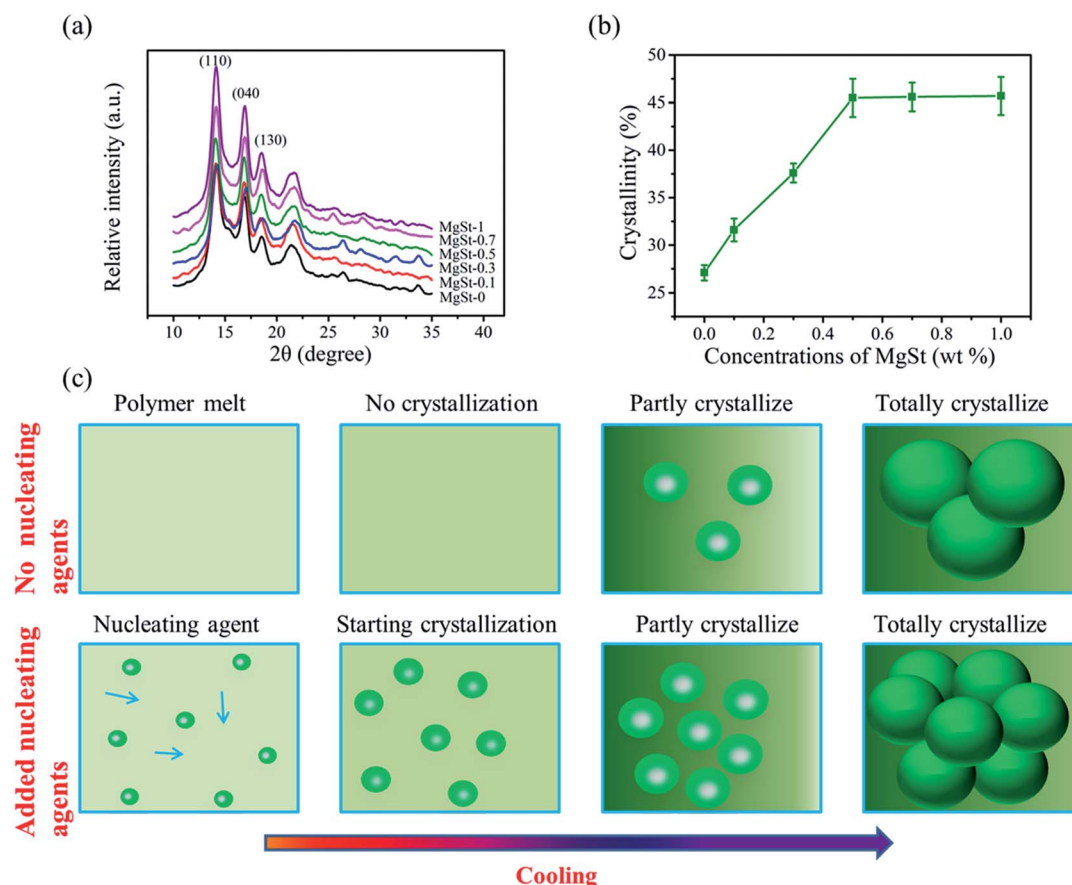 (a)
(110)
(040
(130)
Relative intensity (a.u.)
MgSt-1
MgSt-0.7
MgSt-0.5
MgSt-0.3
MgSt-0.1
MgSt-0
10 15 20 25 30 35 40
2θ (degree)
(b)
50
45
40
35
30
25
Crystallinity (%)
0.0 0.2 0.4 0.6 0.8 1.0
Concentrations of MgSt (wt %)
(c)
Polymer melt
No crystallization
Partly crystallize
Totally crystallize
No nucleating
agents
Nucleating agent
Starting crystallization
Partly crystallize
Totally crystallize
Added nucleating
agents
Cooling